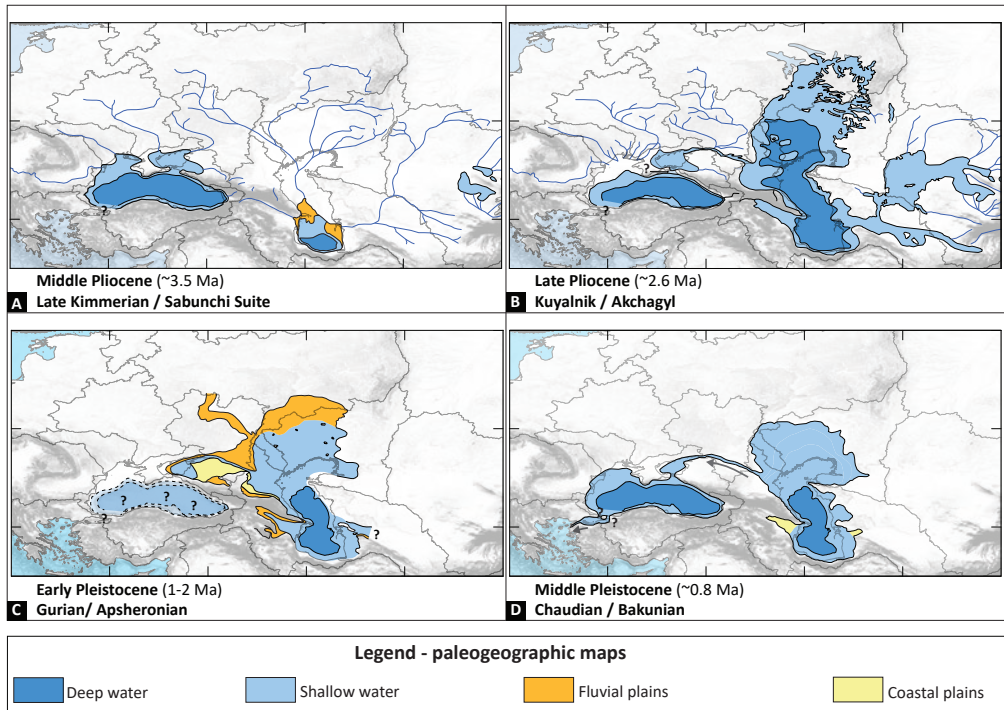 ?
Middle Pliocene (~3.5 Ma)
A Late Kimmerian / Sabunchi Suite
?
?
Late Pliocene (~2.6 Ma)
B Kuyalnik / Akchagyl
? ? ?
?
?
Early Pleistocene (1-2 Ma)
C Gurian/ Apsheronian
?
Middle Pleistocene (~0.8 Ma)
D Chaudian / Bakunian
Legend - paleogeographic maps
Deep water
Shallow water
Fluvial plains
Coastal plains